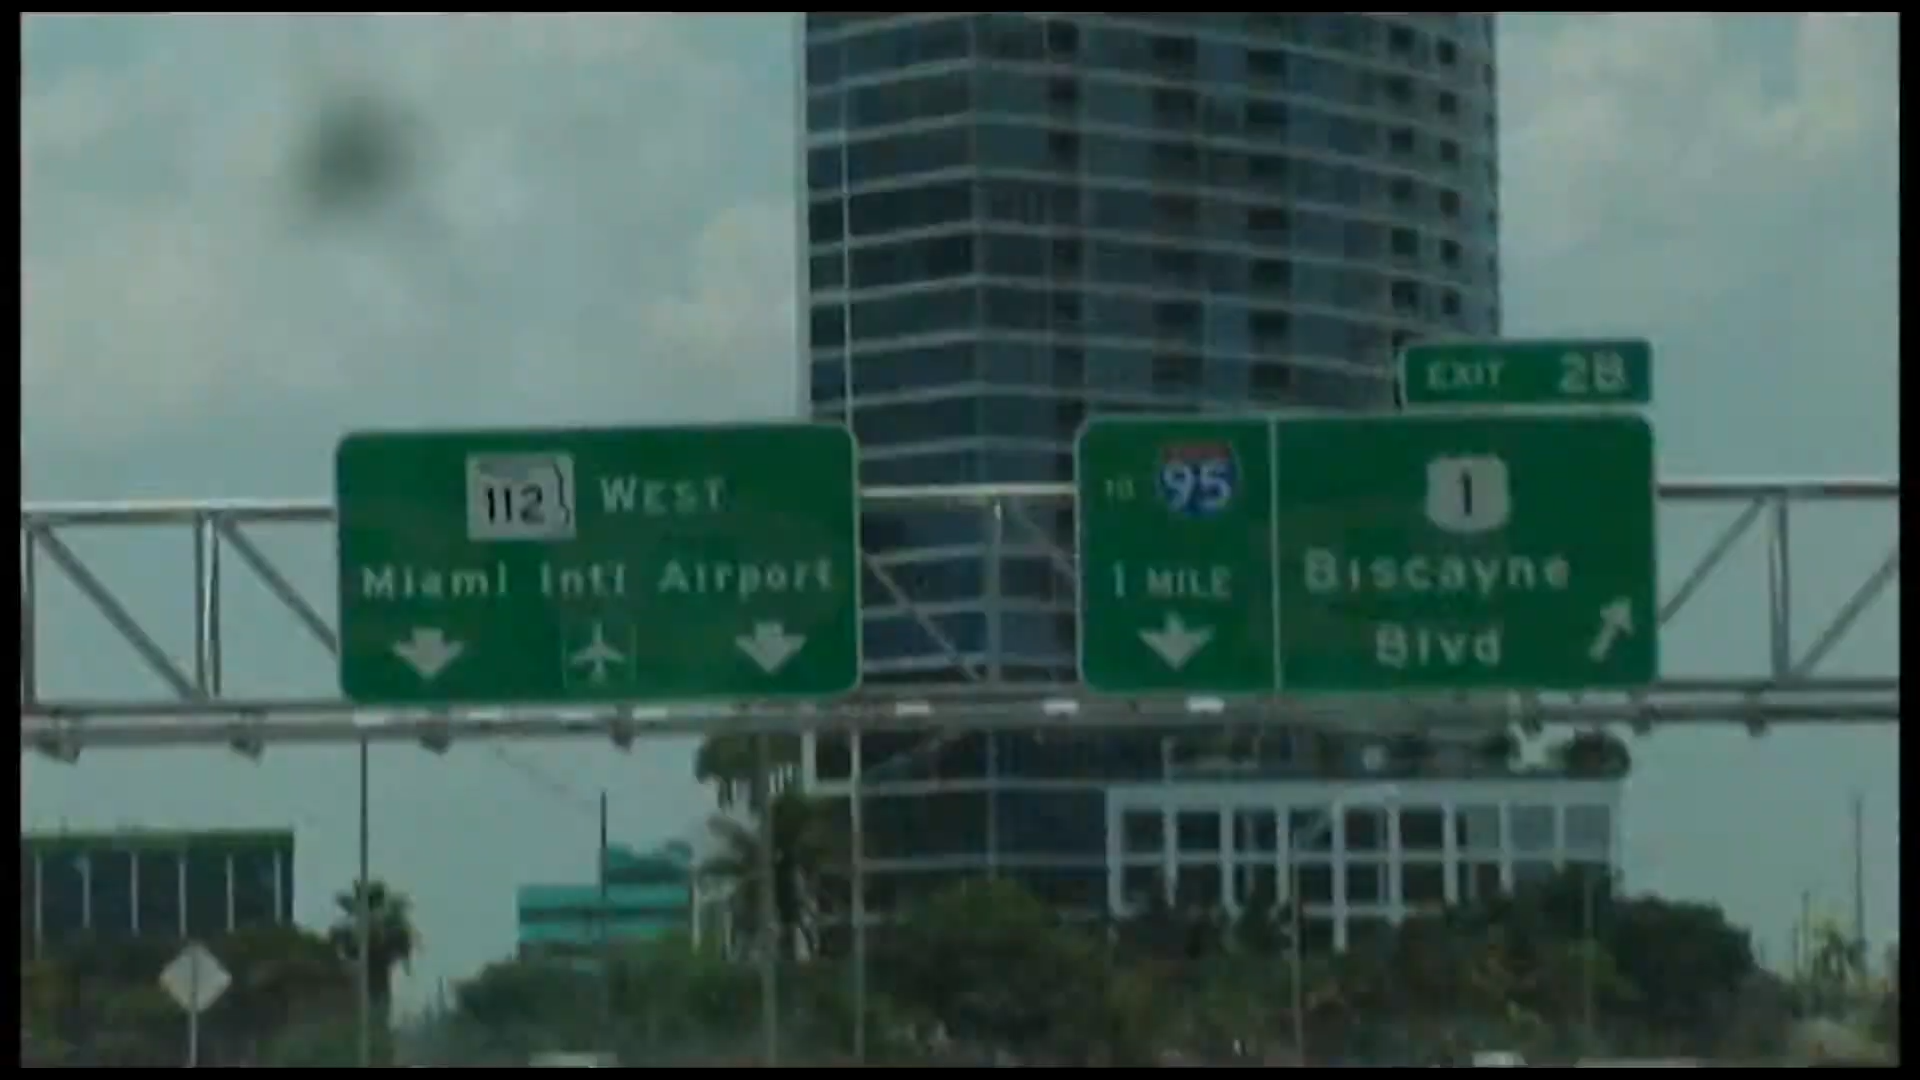 112 WEST
Miami Intl Airport
EXIT 2B
TO 95
1 MILE
1
Biscayne
Blvd